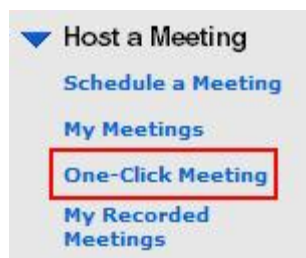 Host a Meeting
Schedule a Meeting
My Meetings
One-Click Meeting
My Recorded
Meetings